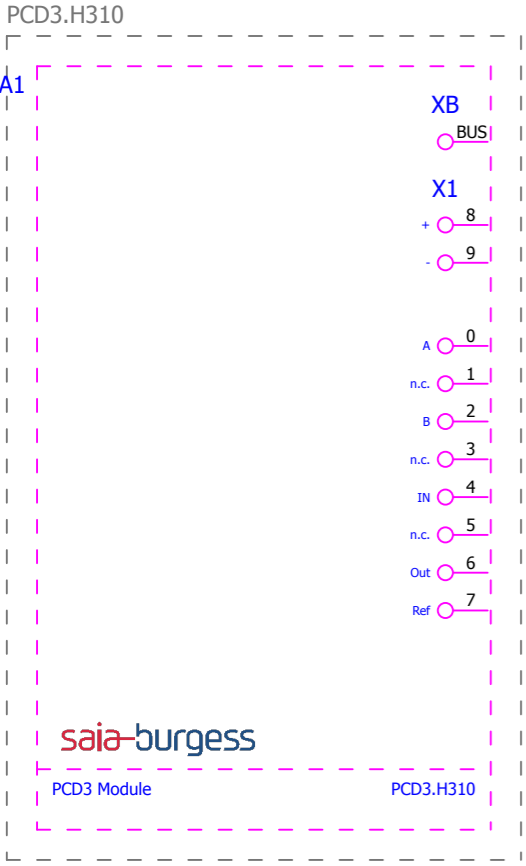 PCD3.H310
A1
XB
BUS
X1
+ 8
- 9
A 0
n.c. 1
B 2
n.c. 3
IN 4
n.c. 5
Out 6
Ref 7
saia-burgess
PCD3 Module PCD3.H310